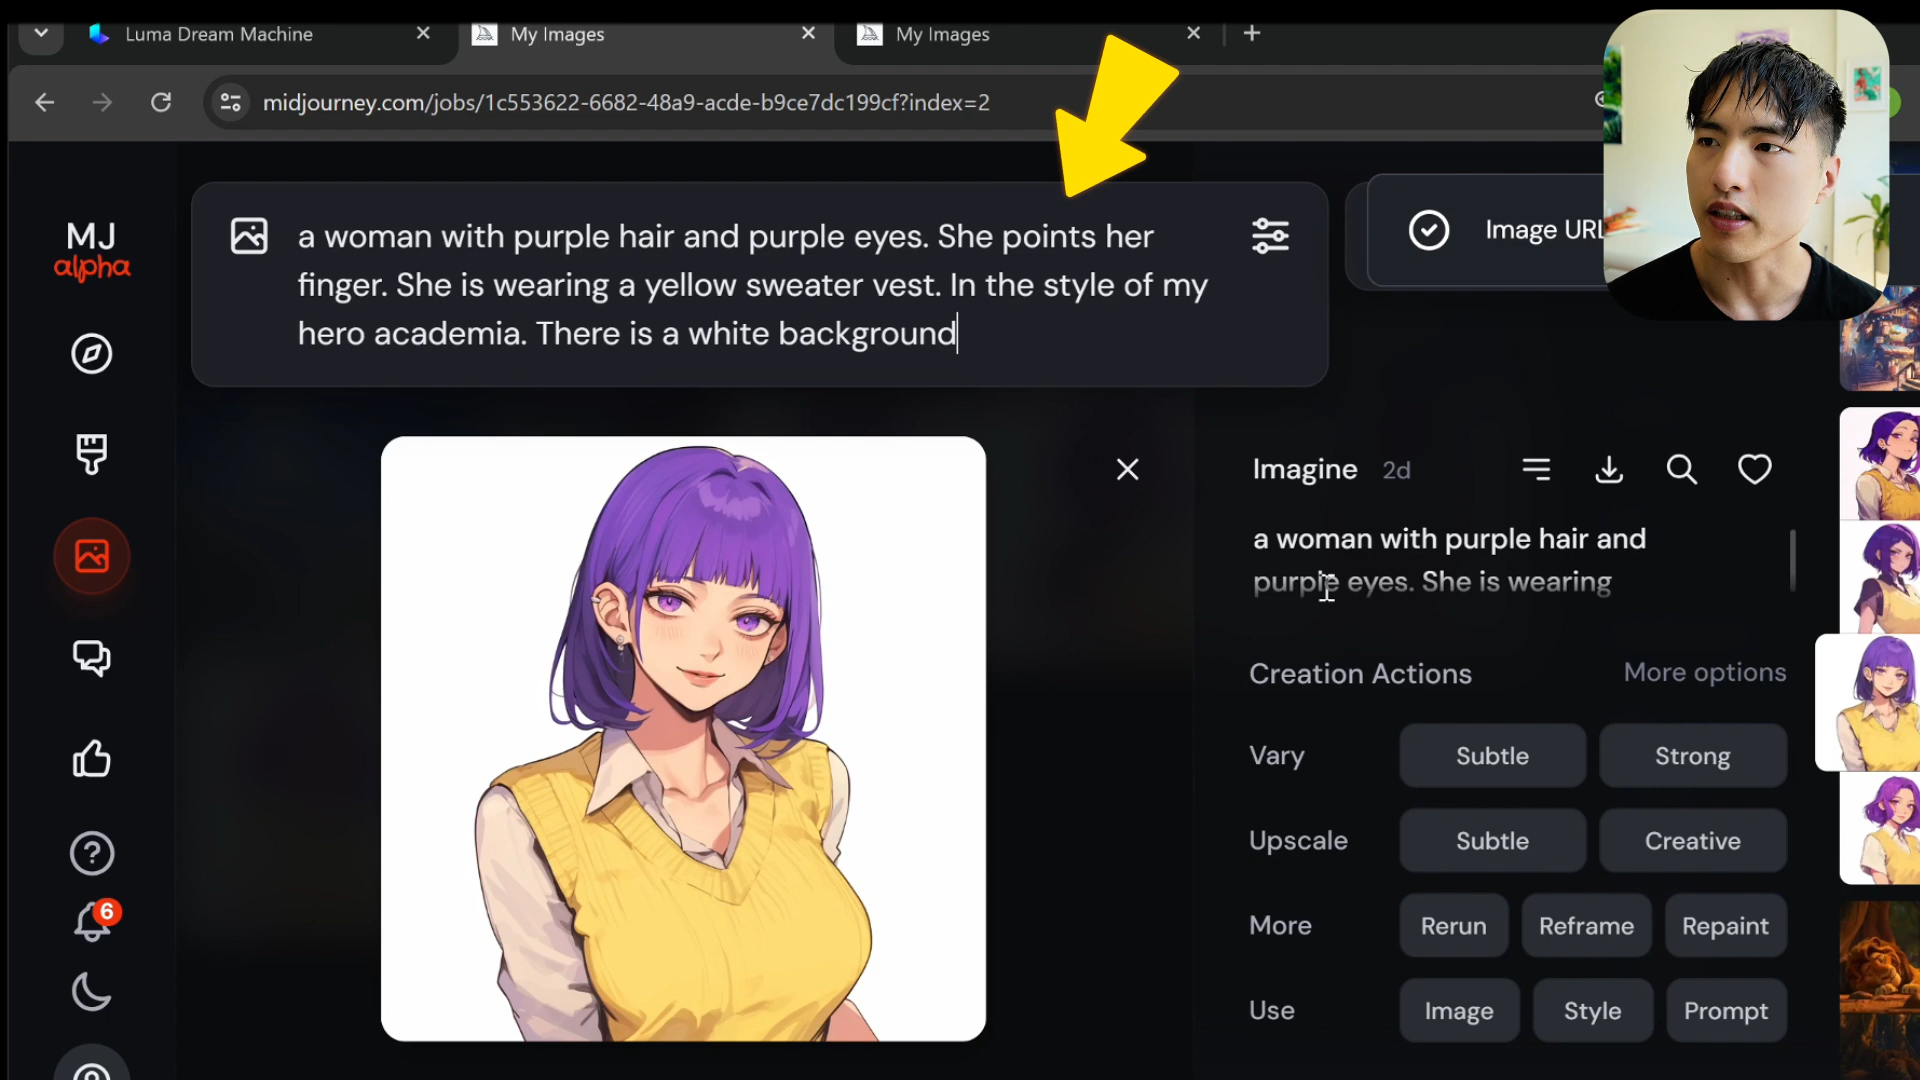 Luma Dream Machine
My Images
My Images
midjourney.com/jobs/1c553622-6682-48a9-acde-b9ce7dc199cf?index=2
MJ
alpha
a woman with purple hair and purple eyes. She points her
finger. She is wearing a yellow sweater vest. In the style of my
hero academia. There is a white background
Image URL
Imagine 2d
a woman with purple hair and
purple eyes. She is wearing
Creation Actions More options
Vary Subtle Strong
Upscale Subtle Creative
More Rerun Reframe Repaint
Use Image Style Prompt
6